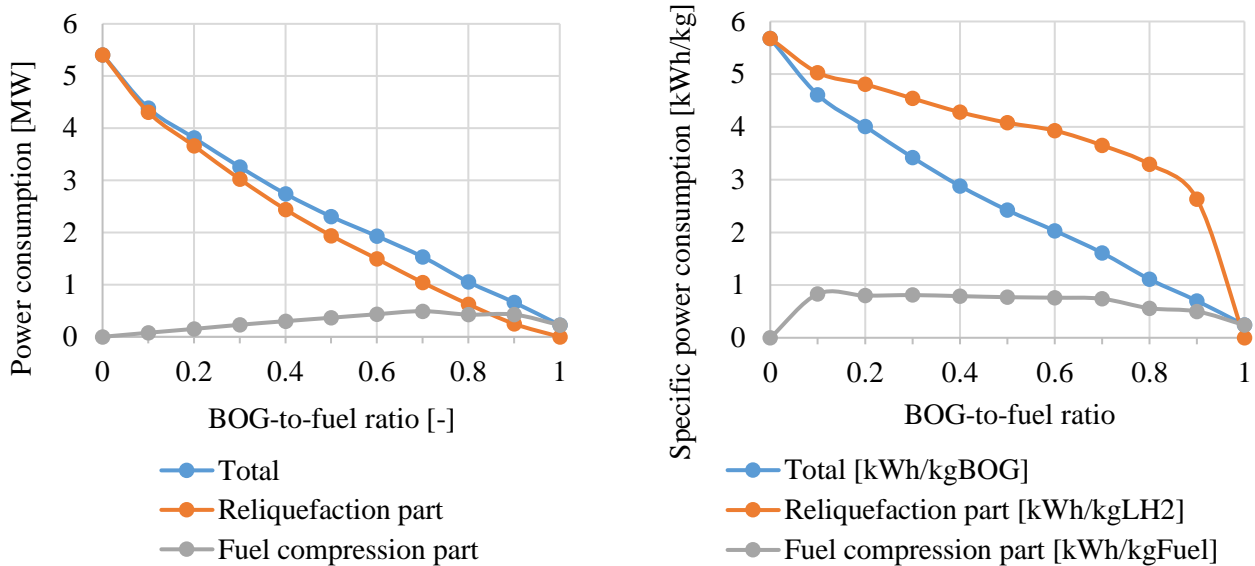 Power consumption [MW]
6
5
4
3
2
1
0
0 0.2 0.4 0.6 0.8 1
BOG-to-fuel ratio [-]
Total
Reliquefaction part
Fuel compression part
Specific power consumption [kWh/kg]
6
5
4
3
2
1
0
0 0.2 0.4 0.6 0.8 1
BOG-to-fuel ratio
Total [kWh/kgBOG]
Reliquefaction part [kWh/kgLH2]
Fuel compression part [kWh/kgFuel]